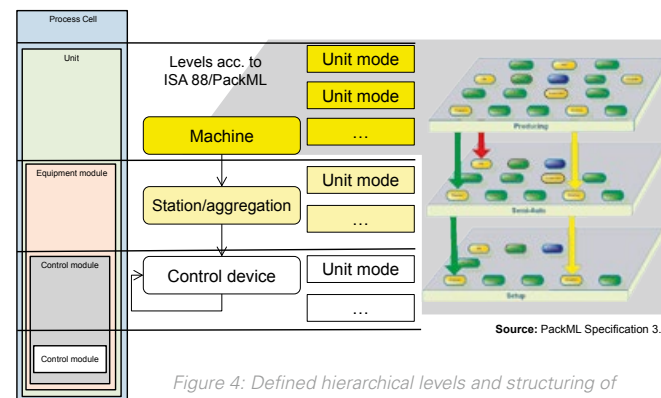 Process Cell
Unit
Levels acc. to
ISA 88/PackML
Unit mode
Unit mode
…
Machine
Producing
Equipment module
Station/aggregation
Unit mode
…
Semi-Auto
Control module
Control device
Unit mode
…
Setup
Control module
Source: PackML Specification 3.
Figure 4: Defined hierarchical levels and structuring of